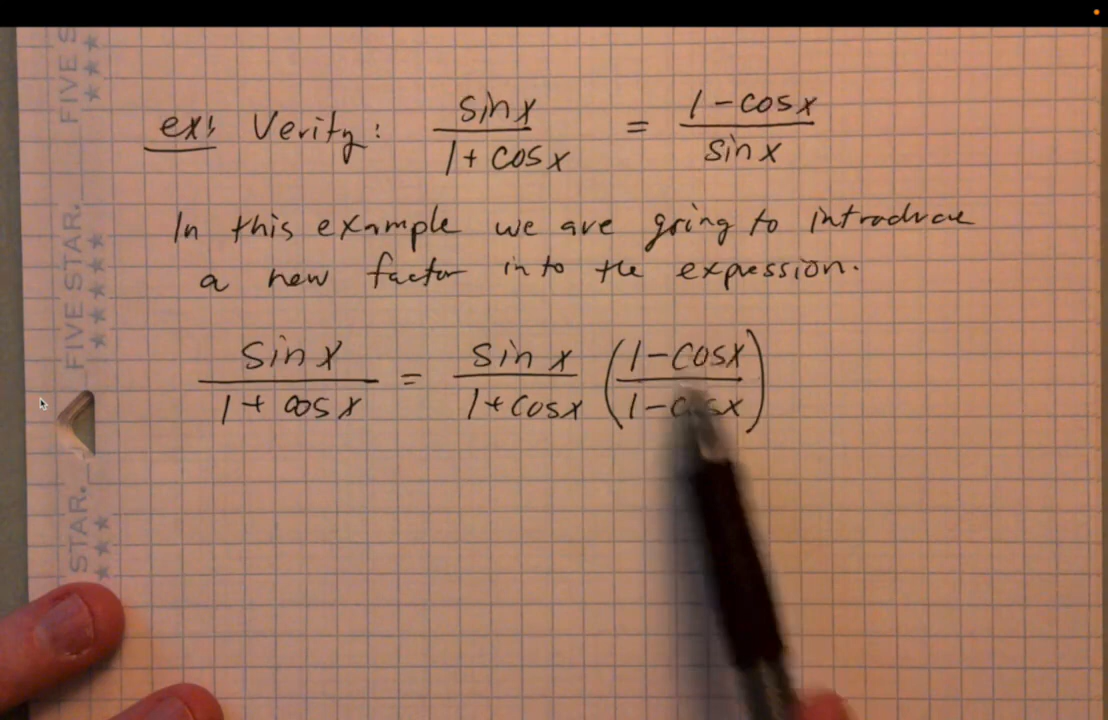 ex: Verify: sin x / 1 + cos x = 1 - cos x / sin x
In this example we are going to introduce
a new factor into the expression.
sin x / 1 + cos x = sin x / 1 + cos x (1 - cos x / 1 - cos x)
FIVE S
FIVE STAR.
STAR.